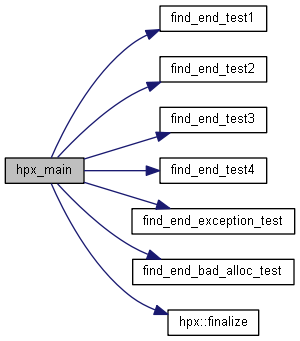 find_end_test1
find_end_test2
find_end_test3
hpx_main
find_end_test4
find_end_exception_test
find_end_bad_alloc_test
hpx::finalize